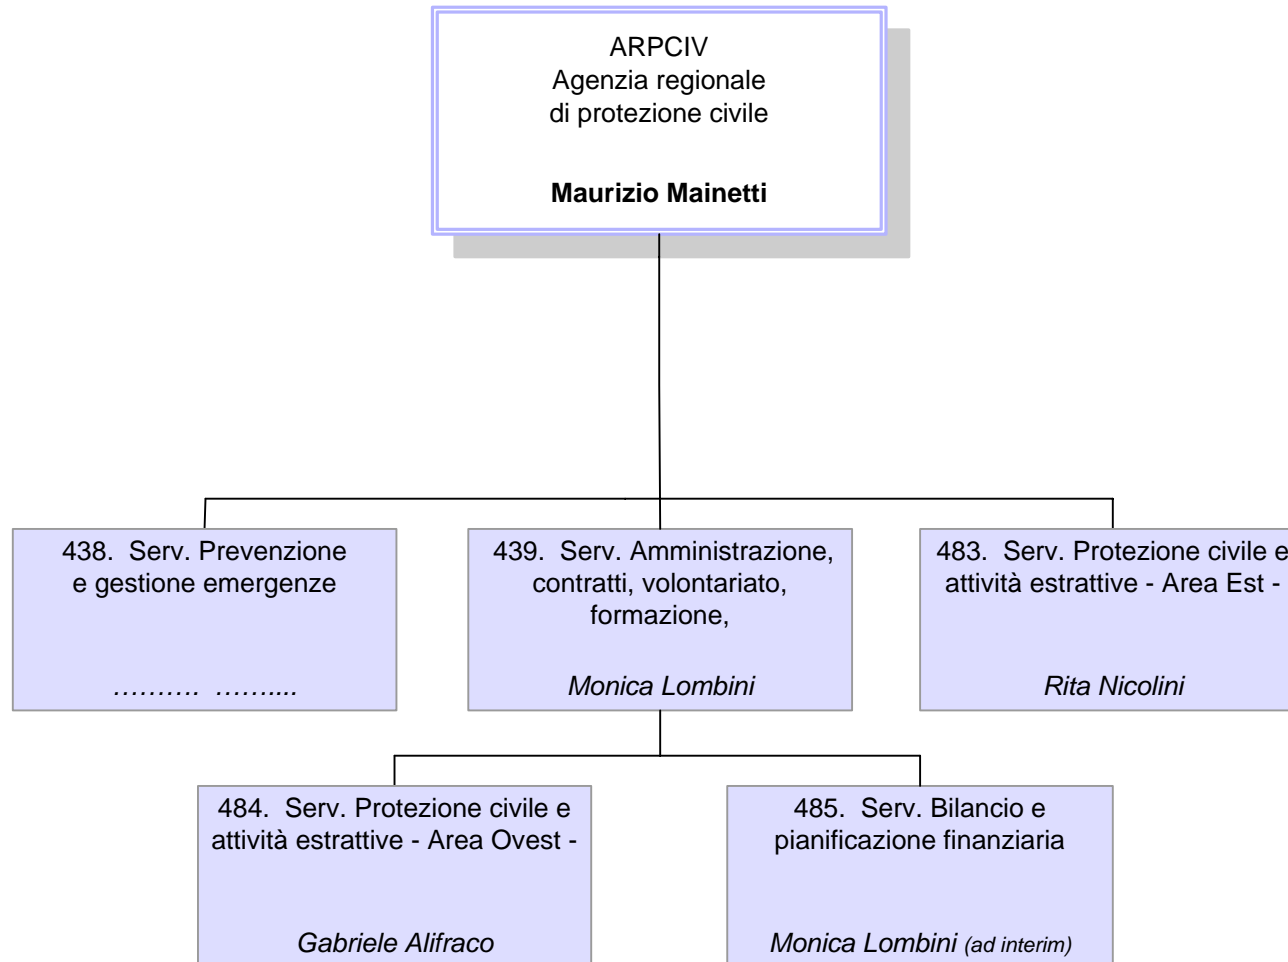 ARPCIV
Agenzia regionale
di protezione civile
Maurizio Mainetti
438. Serv. Prevenzione
e gestione emergenze
………. ……....
439. Serv. Amministrazione,
contratti, volontariato,
formazione,
Monica Lombini
483. Serv. Protezione civile e
attività estrattive - Area Est -
Rita Nicolini
484. Serv. Protezione civile e
attività estrattive - Area Ovest -
Gabriele Alifraco
485. Serv. Bilancio e
pianificazione finanziaria
Monica Lombini (ad interim)